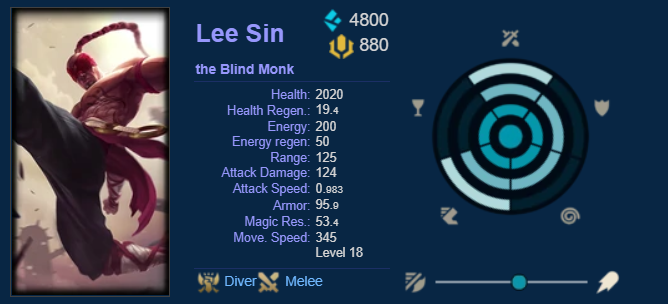 Lee Sin
4800
880
the Blind Monk
Health: 2020
Health Regen.: 19.4
Energy: 200
Energy regen: 50
Range: 125
Attack Damage: 124
Attack Speed: 0.983
Armor: 95.9
Magic Res.: 53.4
Move. Speed: 345
Level 18
Diver Melee